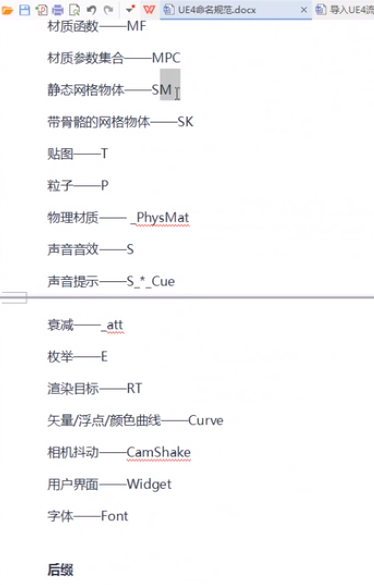 UE4命名规范.docx
导入UE4流
材质函数——MF
材质参数集合——MPC
静态网格物体——SM
带骨骼的网格物体——SK
贴图——T
粒子——P
物理材质—— _PhysMat
声音音效——S
声音提示——S_*_Cue
衰减——_att
枚举——E
渲染目标——RT
矢量/浮点/颜色曲线——Curve
相机抖动——CamShake
用户界面——Widget
字体——Font
后缀